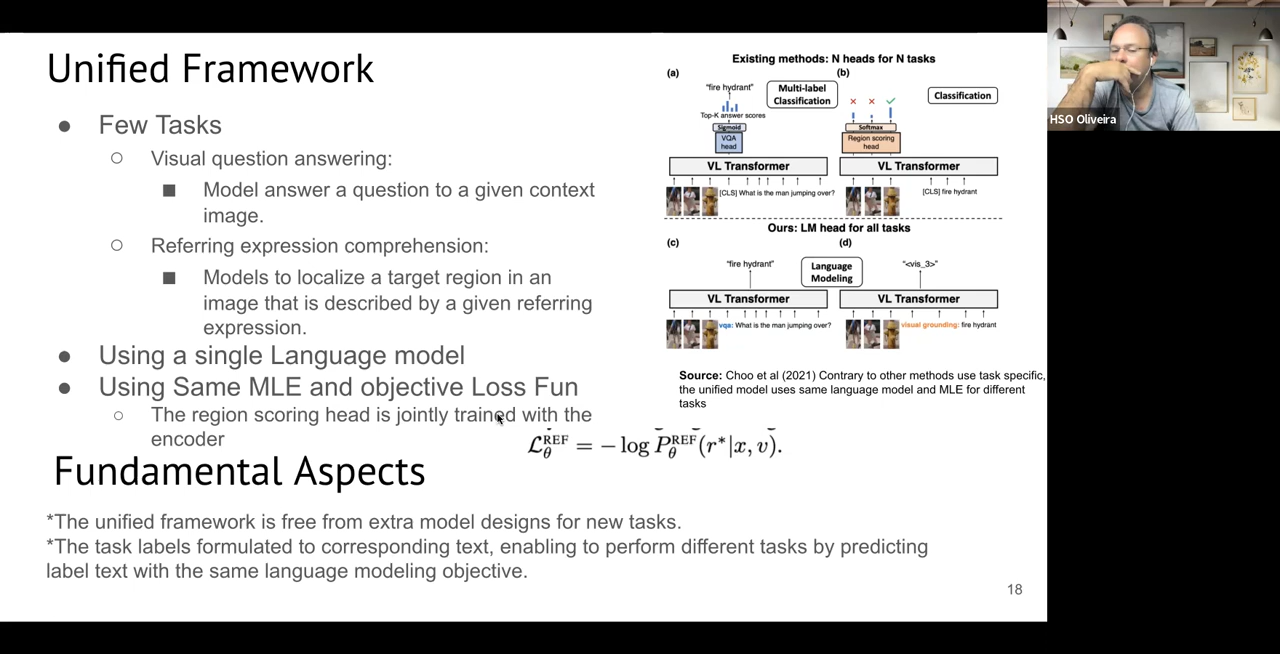 Unified Framework
● Few Tasks
○ Visual question answering:
■ Model answer a question to a given context
image.
○ Referring expression comprehension:
■ Models to localize a target region in an
image that is described by a given referring
expression.
● Using a single Language model
● Using Same MLE and objective Loss Fun
○ The region scoring head is jointly trained with the
encoder
Existing methods: N heads for N tasks
(a)
"fire hydrant"
Multi-label
Classification
Top-K answer scores
Sigmoid
VQA
head
VL Transformer
[CLS] What is the man jumping over?
(b)
Classification
Softmax
Region scoring
head
VL Transformer
[CLS] fire hydrant
Ours: LM head for all tasks
(c)
"fire hydrant"
Language
Modeling
VL Transformer
vqa: What is the man jumping over?
(d)
"<vis_3>"
VL Transformer
visual grounding: fire hydrant
Source: Choo et al (2021) Contrary to other methods use task specific,
the unified model uses same language model and MLE for different
tasks
ℒ_θ^REF = − log P_θ^REF(r*|x, v).
Fundamental Aspects
*The unified framework is free from extra model designs for new tasks.
*The task labels formulated to corresponding text, enabling to perform different tasks by predicting
label text with the same language modeling objective.
18
HSO Oliveira